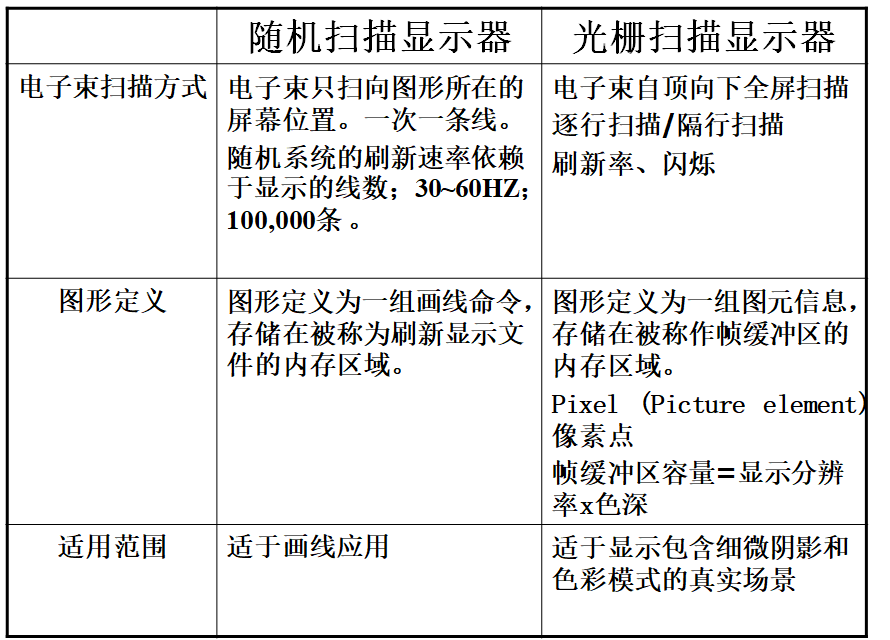 随机扫描显示器
光栅扫描显示器
电子束扫描方式
电子束只扫向图形所在的
屏幕位置。一次一条线。
随机系统的刷新速率依赖
于显示的线数；30~60HZ；
100,000条 。
电子束自顶向下全屏扫描
逐行扫描/隔行扫描
刷新率、闪烁
图形定义
图形定义为一组画线命令，
存储在被称为刷新显示文
件的内存区域。
图形定义为一组图元信息，
存储在被称作帧缓冲区的
内存区域。
Pixel (Picture element)
像素点
帧缓冲区容量=显示分辨
率x色深
适用范围
适于画线应用
适于显示包含细微阴影和
色彩模式的真实场景